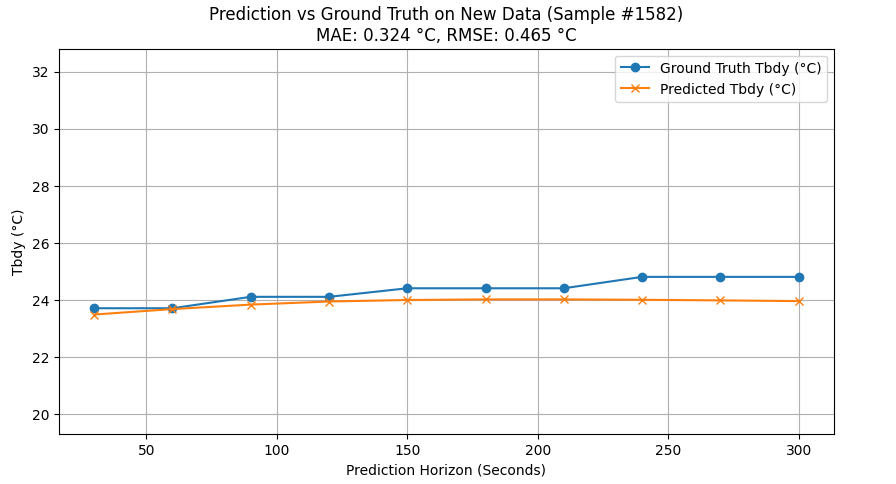 Prediction vs Ground Truth on New Data (Sample #1582)
MAE: 0.324 °C, RMSE: 0.465 °C
Ground Truth Tbdy (°C)
Predicted Tbdy (°C)
Tbdy (°C)
32
30
28
26
24
22
20
50
100
150
200
250
300
Prediction Horizon (Seconds)